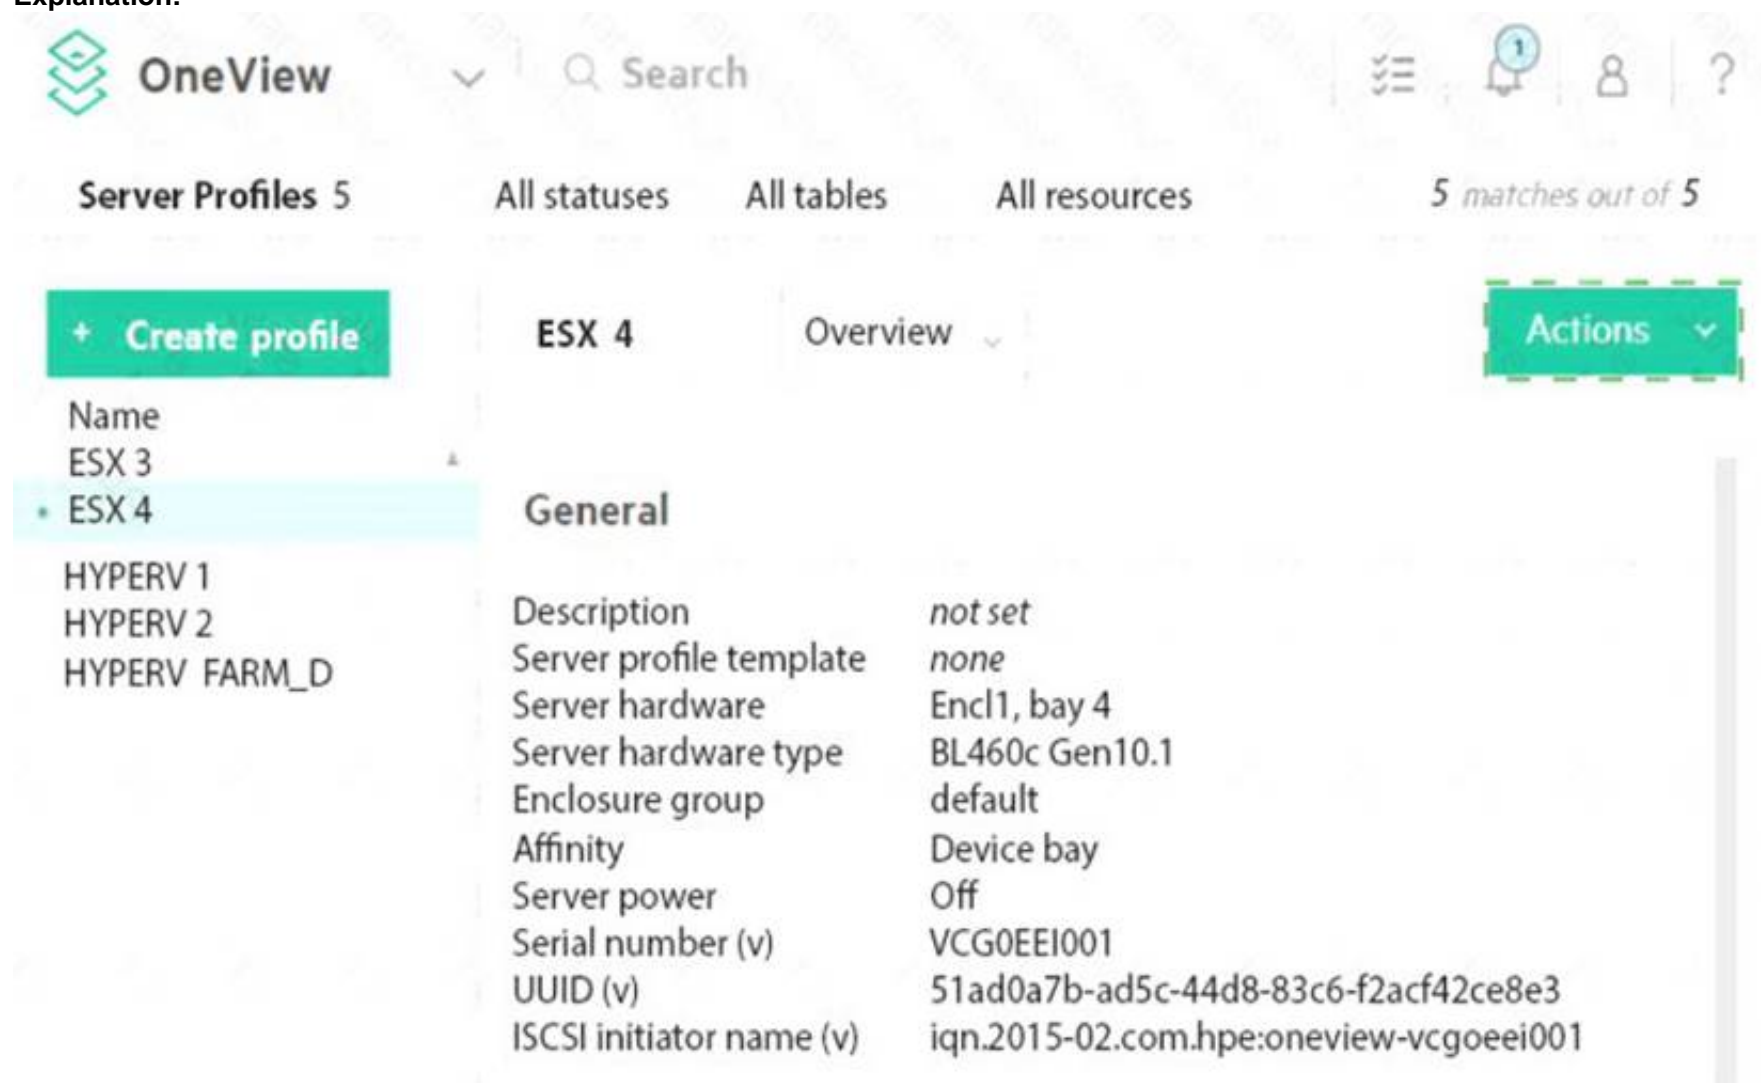 Explanation:
OneView Search 1 ?
Server Profiles 5 All statuses All tables All resources 5 matches out of 5
+ Create profile ESX 4 Overview Actions
Name
ESX 3
ESX 4
HYPERV 1
HYPERV 2
HYPERV FARM_D
General
Description not set
Server profile template none
Server hardware Encl1, bay 4
Server hardware type BL460c Gen10.1
Enclosure group default
Affinity Device bay
Server power Off
Serial number (v) VCG0EEI001
UUID (v) 51ad0a7b-ad5c-44d8-83c6-f2acf42ce8e3
ISCSI initiator name (v) iqn.2015-02.com.hpe:oneview-vcgoeei001